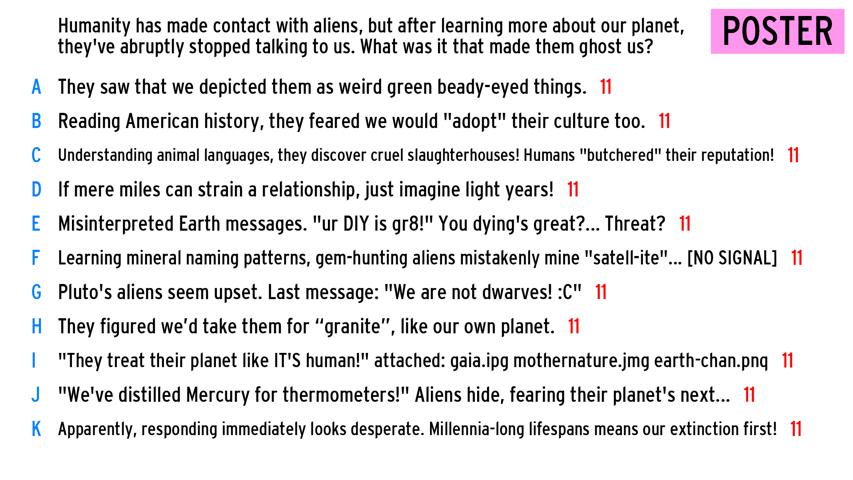 Humanity has made contact with aliens, but after learning more about our planet,
they've abruptly stopped talking to us. What was it that made them ghost us?
POSTER
A They saw that we depicted them as weird green beady-eyed things. 11
B Reading American history, they feared we would "adopt" their culture too. 11
C Understanding animal languages, they discover cruel slaughterhouses! Humans "butchered" their reputation! 11
D If mere miles can strain a relationship, just imagine light years! 11
E Misinterpreted Earth messages. "ur DIY is gr8!" You dying's great?... Threat? 11
F Learning mineral naming patterns, gem-hunting aliens mistakenly mine "satell-ite"... [NO SIGNAL] 11
G Pluto's aliens seem upset. Last message: "We are not dwarves! :C" 11
H They figured we’d take them for “granite”, like our own planet. 11
I "They treat their planet like IT'S human!" attached: gaia.ipg mothernature.jmg earth-chan.pnq 11
J "We've distilled Mercury for thermometers!" Aliens hide, fearing their planet's next... 11
K Apparently, responding immediately looks desperate. Millennia-long lifespans means our extinction first! 11